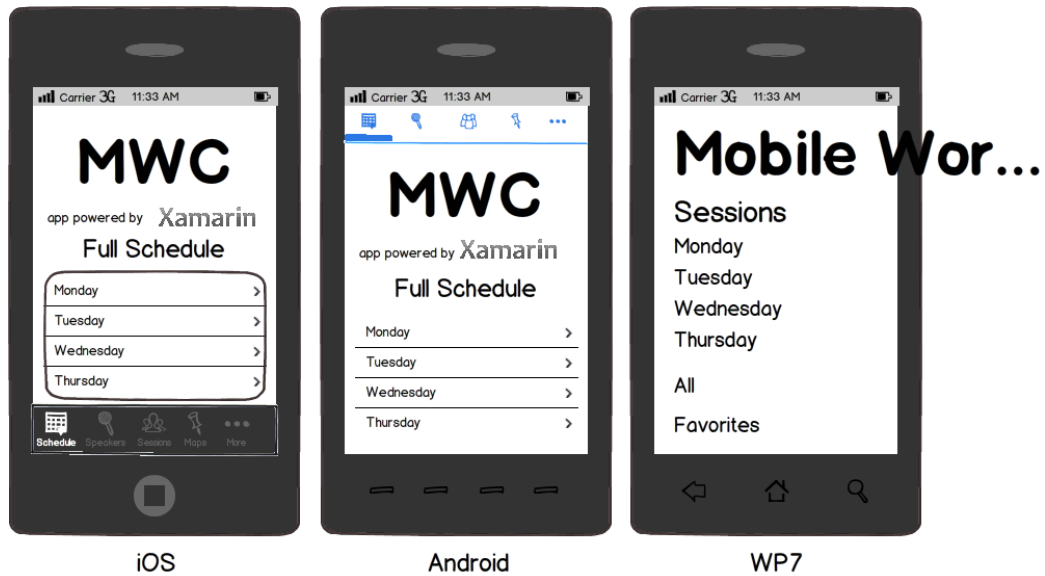 Carrier 3G 11:33 AM
MWC
app powered by Xamarin
Full Schedule
Monday
Tuesday
Wednesday
Thursday
Schedule Speakers Sessions Maps More
iOS
Carrier 3G 11:33 AM
MWC
app powered by Xamarin
Full Schedule
Monday
Tuesday
Wednesday
Thursday
Android
Carrier 3G 11:33 AM
Mobile Wor...
Sessions
Monday
Tuesday
Wednesday
Thursday
All
Favorites
WP7